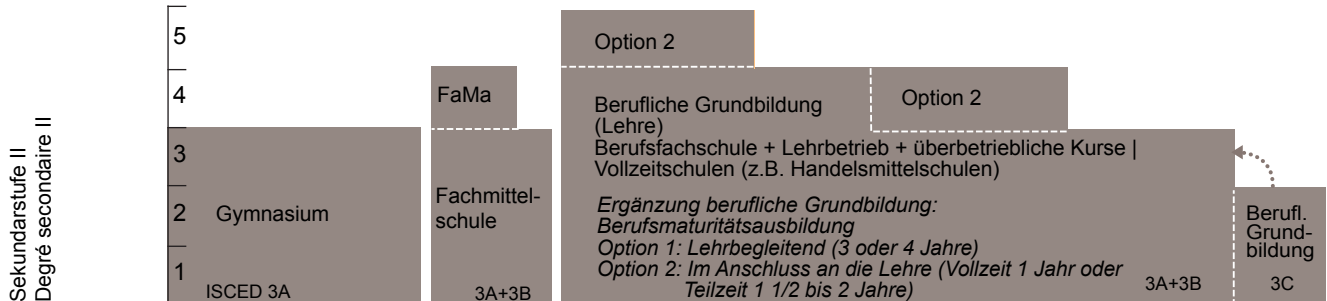 Sekundarstufe II
Degré secondaire II
5
4
3
2
1
Gymnasium
ISCED 3A
FaMa
Fachmittel-
schule
3A+3B
Option 2
Option 2
Berufliche Grundbildung
(Lehre)
Berufsfachschule + Lehrbetrieb + überbetriebliche Kurse |
Vollzeitschulen (z.B. Handelsmittelschulen)
Ergänzung berufliche Grundbildung:
Berufsmaturitätsausbildung
Option 1: Lehrbegleitend (3 oder 4 Jahre)
Option 2: Im Anschluss an die Lehre (Vollzeit 1 Jahr oder
Teilzeit 1 1/2 bis 2 Jahre)
3A+3B
Berufl.
Grund-
bildung
3C